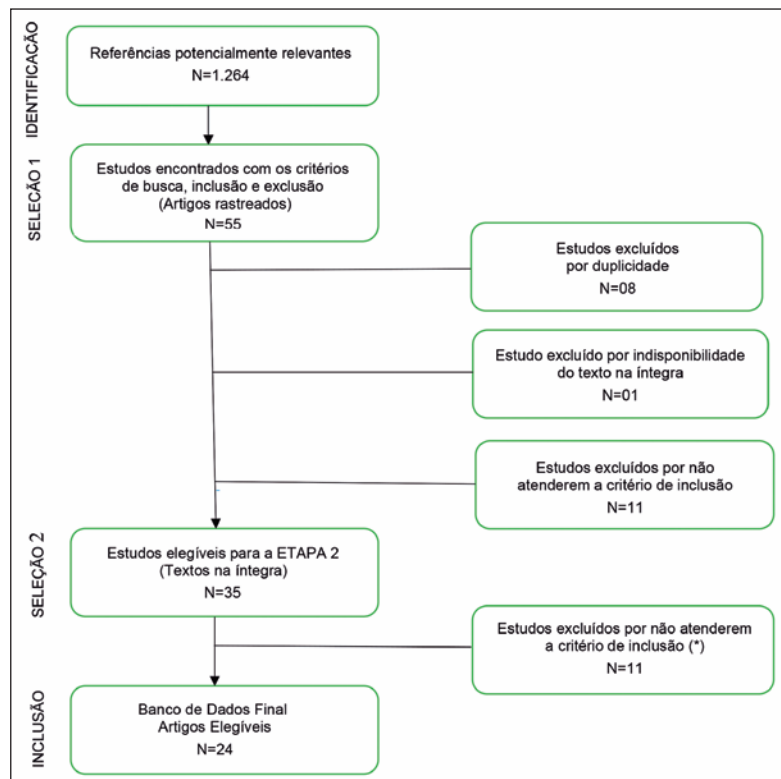 IDENTIFICAÇÃO
Referências potencialmente relevantes
N=1.264
SELEÇÃO 1
Estudos encontrados com os critérios
de busca, inclusão e exclusão
(Artigos rastreados)
N=55
Estudos excluídos
por duplicidade
N=08
Estudo excluído por indisponibilidade
do texto na íntegra
N=01
Estudos excluídos por não
atenderem a critério de inclusão
N=11
SELEÇÃO 2
Estudos elegíveis para a ETAPA 2
(Textos na íntegra)
N=35
Estudos excluídos por não atenderem
a critério de inclusão (*)
N=11
INCLUSÃO
Banco de Dados Final
Artigos Elegíveis
N=24